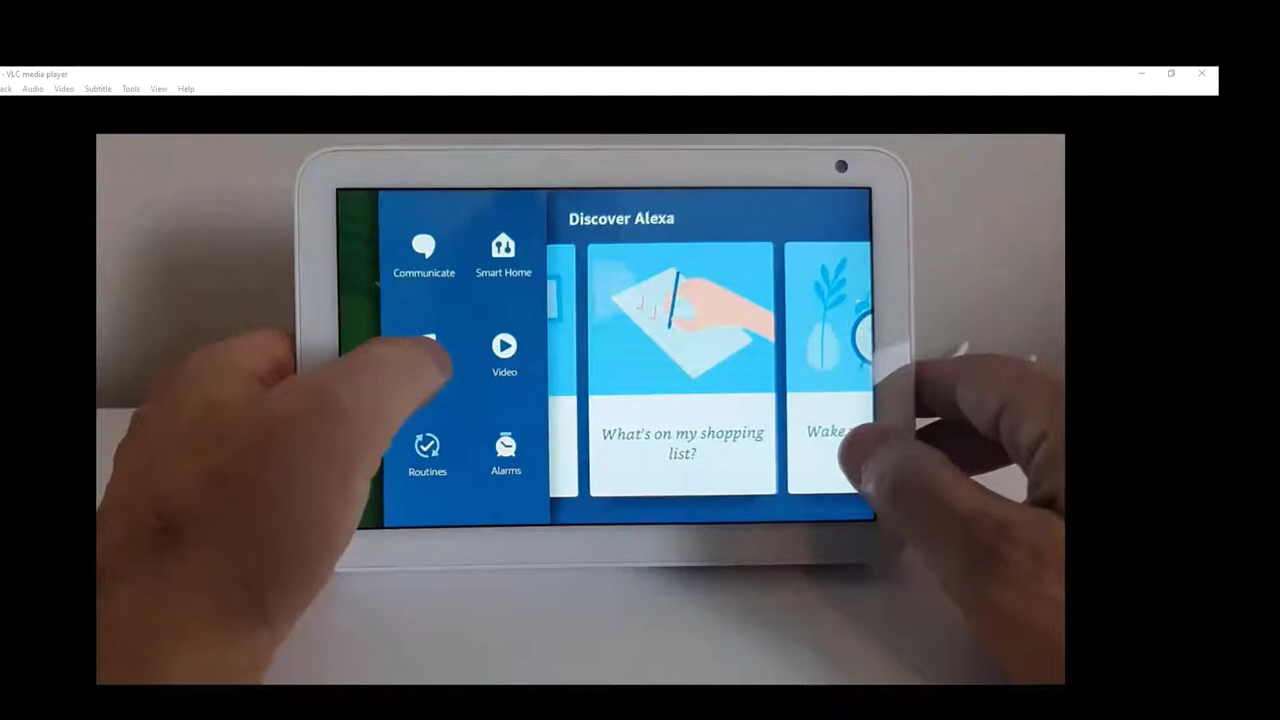 - VLC media player
ack Audio Video Subtitle Tools View Help
Discover Alexa
Communicate
Smart Home
Video
Routines
Alarms
What's on my shopping
list?
Wake